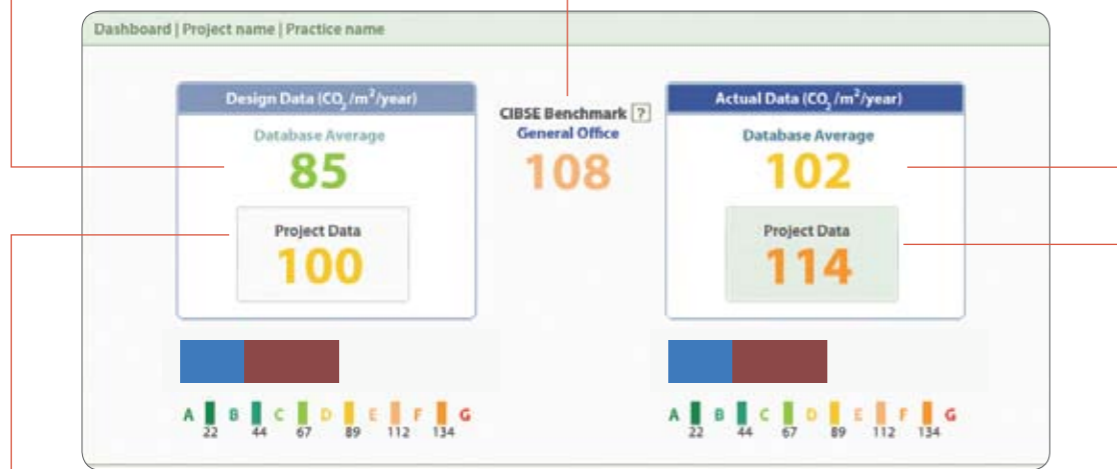 Dashboard | Project name | Practice name
Design Data (CO₂/m²/year)
Database Average
85
Project Data
100
CIBSE Benchmark ?
General Office
108
Actual Data (CO₂/m²/year)
Database Average
102
Project Data
114
A B C D E F G
22 44 67 89 112 134
A B C D E F G
22 44 67 89 112 134